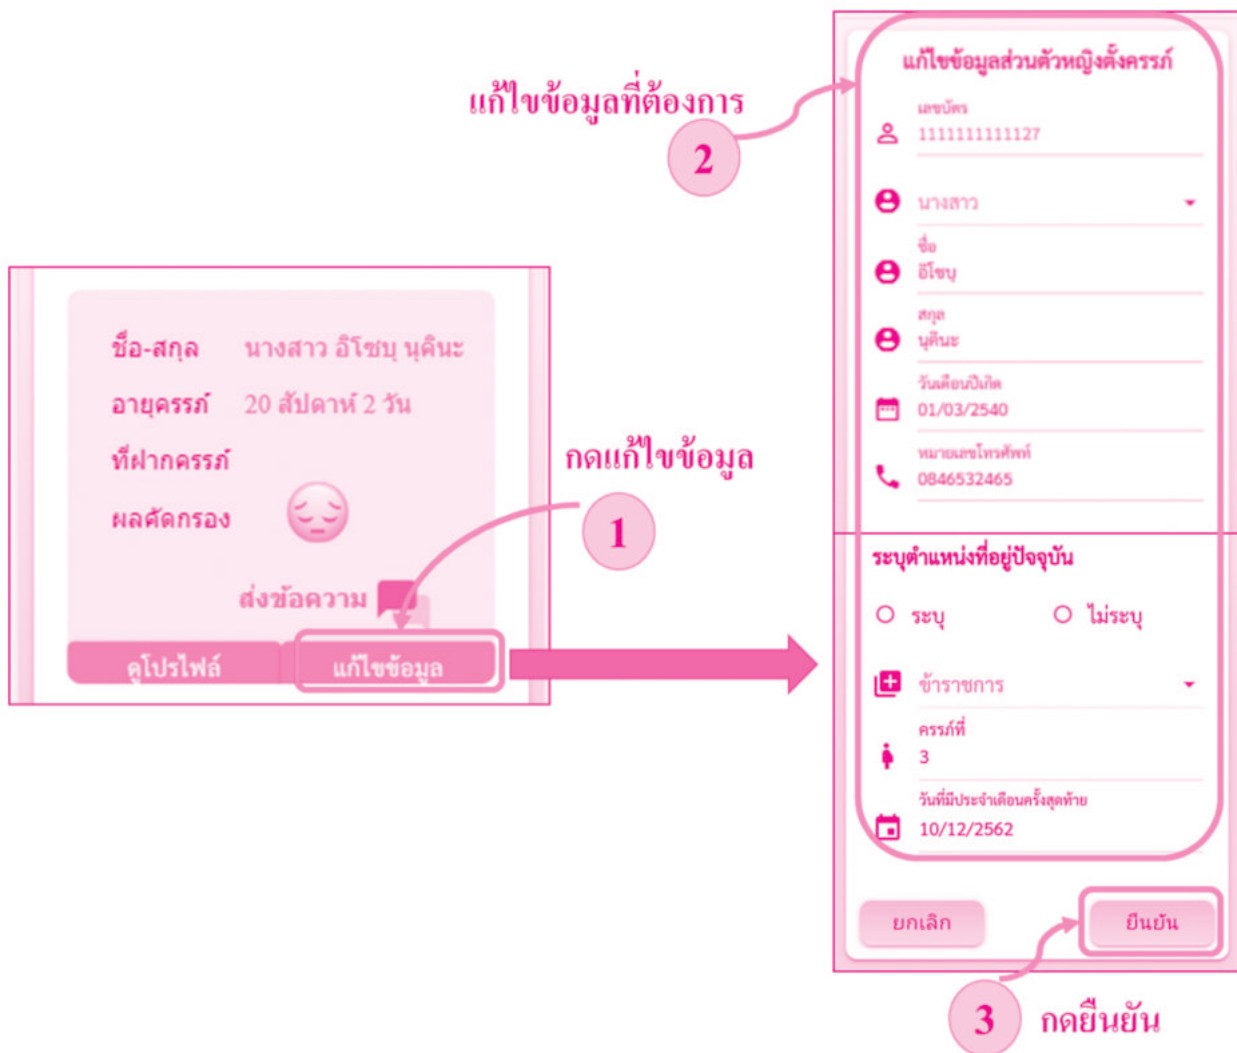 แก้ไขข้อมูลที่ต้องการ
2
ชื่อ-สกุล นางสาว อิโซบุ นุคินะ
อายุครรภ์ 20 สัปดาห์ 2 วัน
ที่ฝากครรภ์
ผลคัดกรอง
ส่งข้อความ
ดูโปรไฟล์ แก้ไขข้อมูล
กดแก้ไขข้อมูล
1
แก้ไขข้อมูลส่วนตัวหญิงตั้งครรภ์
เลขบัตร
1111111111127
นางสาว
ชื่อ
อิโซบุ
สกุล
นุคินะ
วันเดือนปีเกิด
01/03/2540
หมายเลขโทรศัพท์
0846532465
ระบุตำแหน่งที่อยู่ปัจจุบัน
ระบุ ไม่ระบุ
ข้าราชการ
ครรภ์ที่
3
วันที่มีประจำเดือนครั้งสุดท้าย
10/12/2562
ยกเลิก ยืนยัน
3 กดยืนยัน